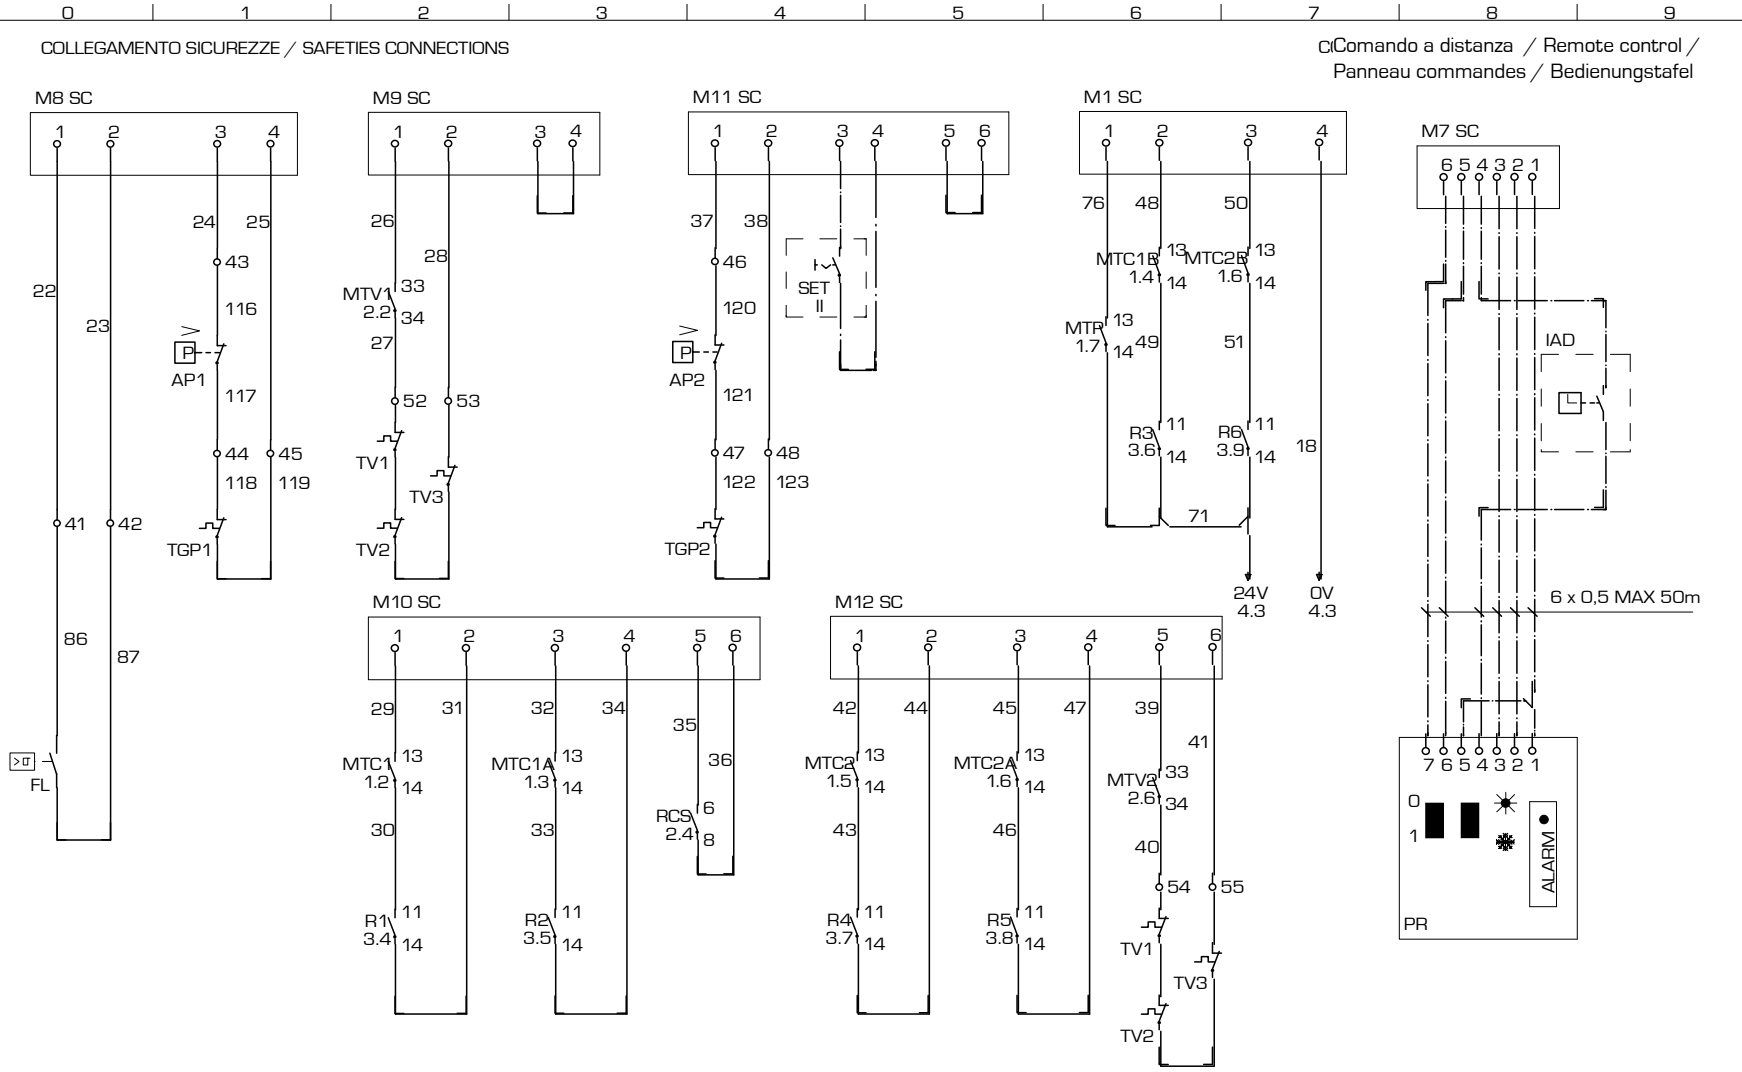 0 1 2 3 4 5 6 7 8 9
COLLEGAMENTO SICUREZZE / SAFETIES CONNECTIONS
Comando a distanza / Remote control /
Panneau commandes / Bedienungstafel
M8 SC
1 2 3 4
22
23
24 25
43
116
P
AP1
117
44 45
118 119
TGP1
41 42
86
87
>
FL
M9 SC
1 2 3 4
26
28
MTV1 33
2.2 34
27
52 53
TV1
TV3
TV2
M11 SC
1 2 3 4 5 6
37 38
46
SET
II
120
P
AP2
121
47 48
122 123
TGP2
M1 SC
1 2 3 4
76 48 50
MTC1B 13
1.4 14
MTC2B 13
1.6 14
MTP 13
1.7 14
49 51
R3 11
3.6 14
R6 11
3.9 14
18
71
24V 0V
4.3 4.3
M7 SC
6 5 4 3 2 1
IAD
6 x 0,5 MAX 50m
7 6 5 4 3 2 1
0
1
ALARM
PR
M10 SC
1 2 3 4 5 6
29 31 32 34
35
36
MTC1 13
1.2 14
MTC1A 13
1.3 14
RCS 6
2.4 8
30 33
R1 11
3.4 14
R2 11
3.5 14
M12 SC
1 2 3 4 5 6
42 44 45 47 39
41
MTC2 13
1.5 14
MTC2A 13
1.6 14
MTV2 33
2.6 34
43 46 40
54 55
R4 11
3.7 14
R5 11
3.8 14
TV1
TV3
TV2